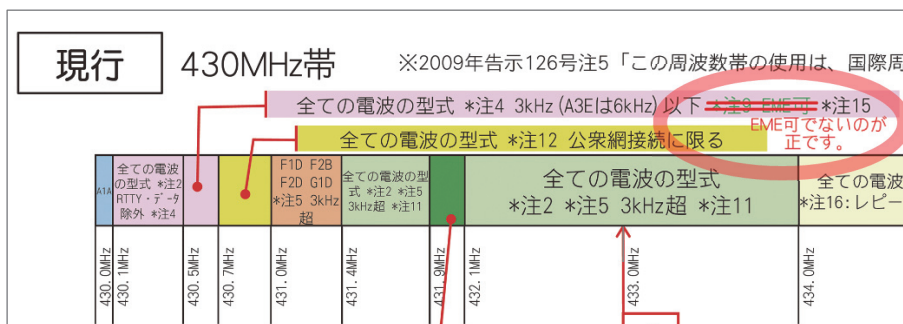 現行
430MHz帯
※2009年告示126号注5「この周波数帯の使用は、国際周
全ての電波の型式 *注4 3kHz (A3Eは6kHz) 以下 *注9 EME可 *注15
EME可でないのが
正です。
全ての電波の型式 *注12 公衆網接続に限る
A1A
全ての電波
の型式 *注2
RTTY・データ
除外 *注4
F1D F2B
F2D G1D
*注5 3kHz
超
全ての電波の型
式 *注2 *注5
3kHz超 *注11
全ての電波の型式
*注2 *注5 3kHz超 *注11
全ての電波
*注16:レピー
430.0MHz
430.1MHz
430.5MHz
430.7MHz
431.0MHz
431.4MHz
431.9MHz
432.1MHz
433.0MHz
434.0MHz